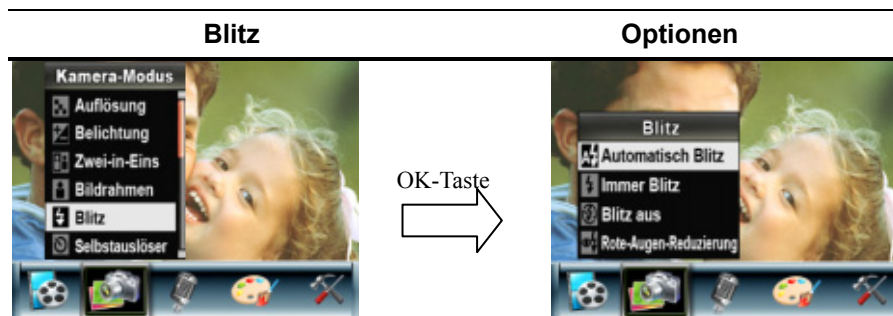 Blitz
Optionen
Kamera-Modus
Auflösung
Belichtung
Zwei-in-Eins
Bildrahmen
Blitz
Selbstauslöser
OK-Taste
Blitz
Automatisch Blitz
Immer Blitz
Blitz aus
Rote-Augen-Reduzierung